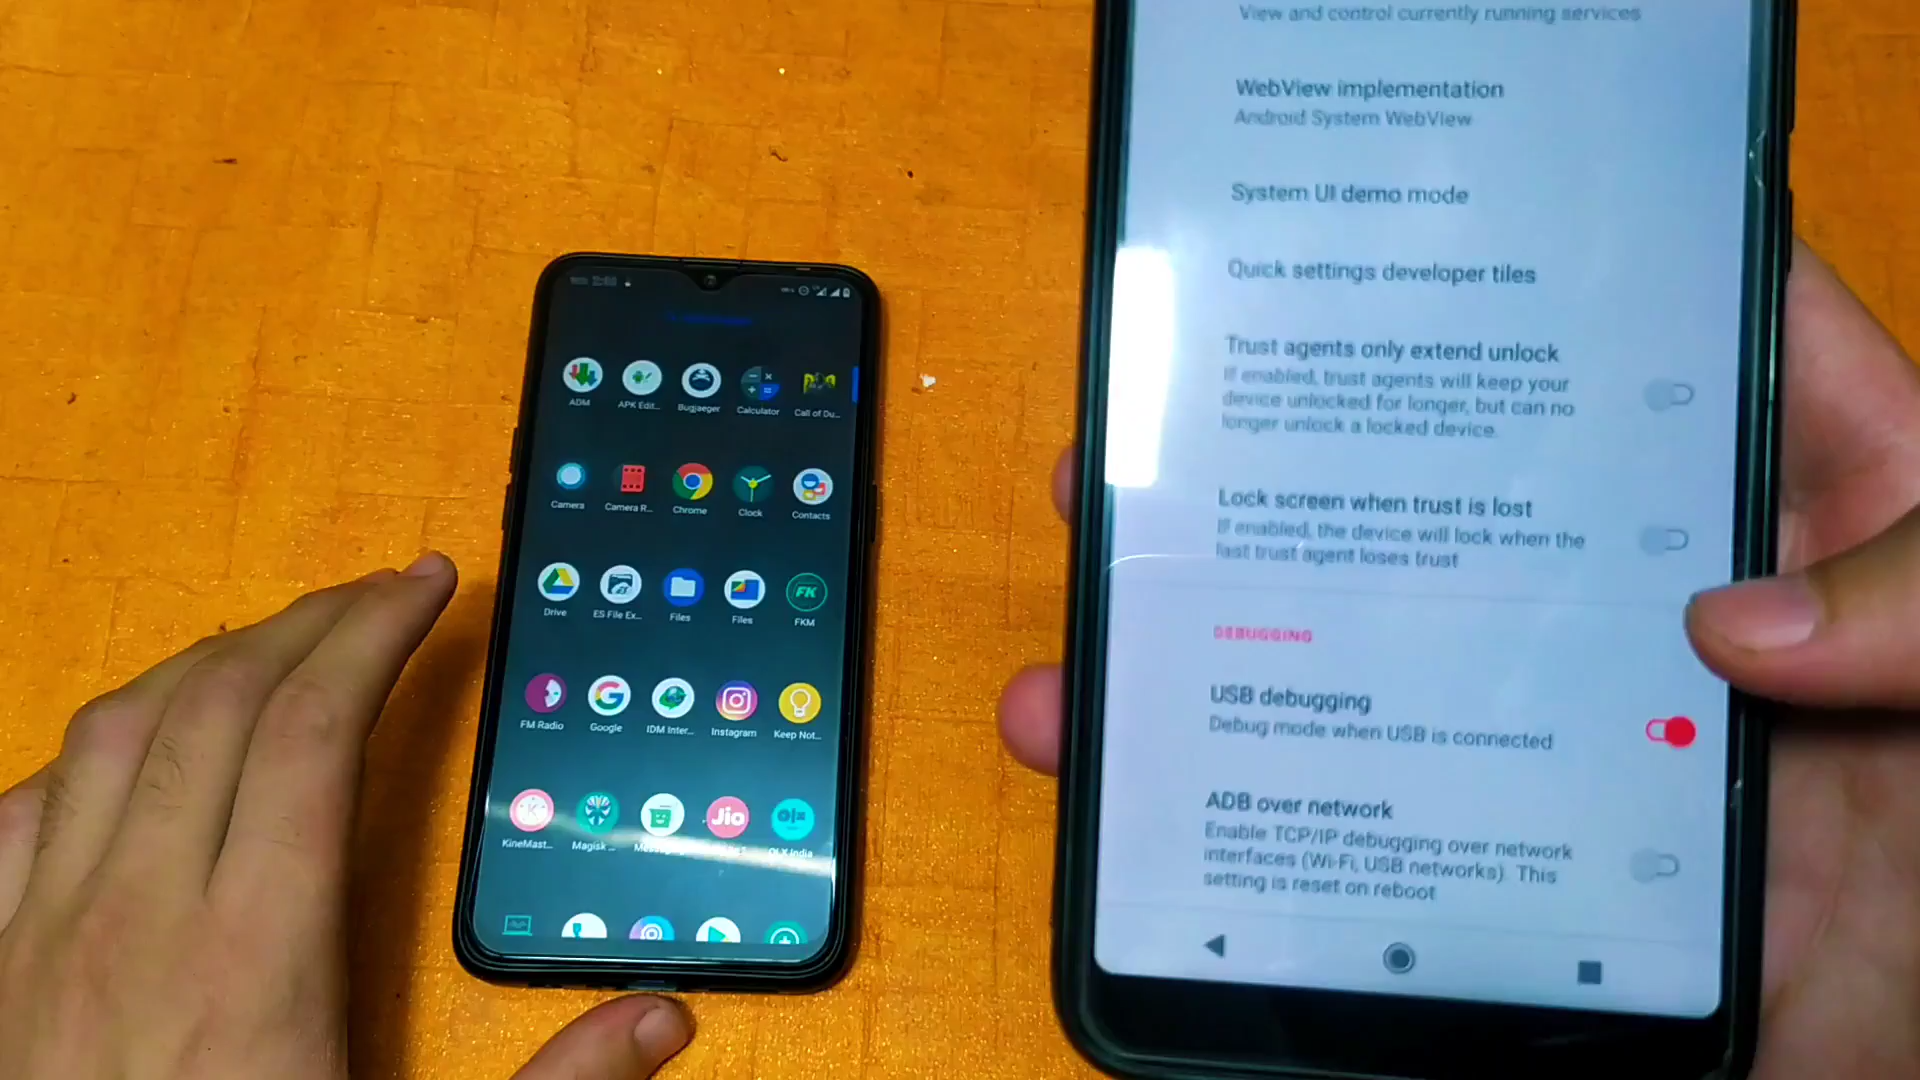 ADM
APK Edit...
Bugjaeger
Calculator
Call of Du...
Camera
Camera R...
Chrome
Clock
Contacts
Drive
ES File Ex...
Files
Files
FK
FKM
FM Radio
Google
IDM Inter...
Instagram
Keep Not...
Jio
olx
KineMast...
Magisk ...
OLX India
View and control currently running services
WebView implementation
Android System WebView
System UI demo mode
Quick settings developer tiles
Trust agents only extend unlock
If enabled, trust agents will keep your
device unlocked for longer, but can no
longer unlock a locked device.
Lock screen when trust is lost
If enabled, the device will lock when the
last trust agent loses trust
DEBUGGING
USB debugging
Debug mode when USB is connected
ADB over network
Enable TCP/IP debugging over network
interfaces (Wi-Fi, USB networks). This
setting is reset on reboot